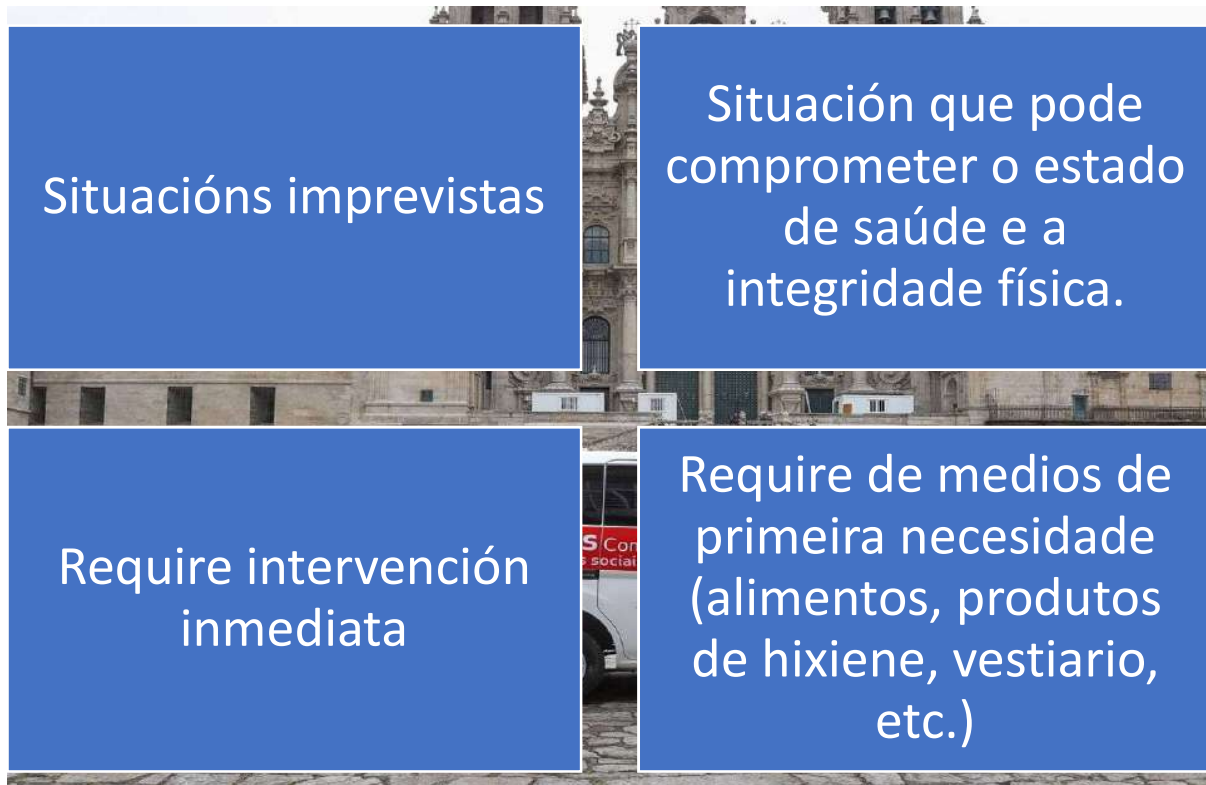 Situacións imprevistas
Situación que pode
comprometer o estado
de saúde e a
integridade física.
Require intervención
inmediata
Require de medios de
primeira necesidade
(alimentos, produtos
de hixiene, vestiario,
etc.)